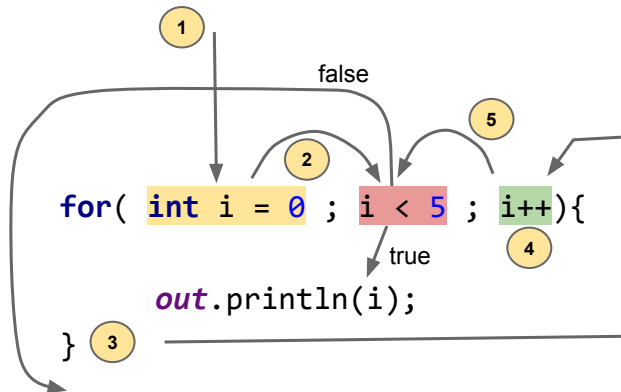 1
false
5
2
for( int i = 0 ; i < 5 ; i++){
4
true
out.println(i);
} 3